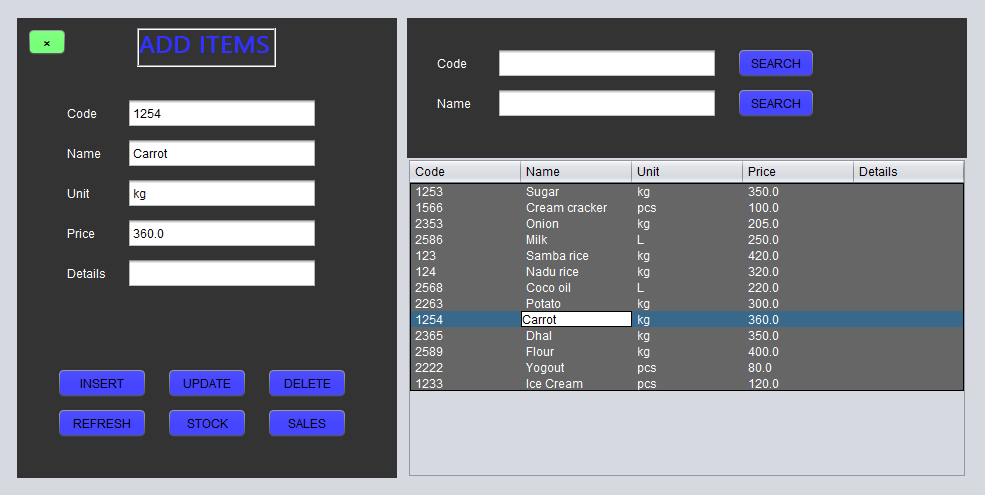 ×
ADD ITEMS
Code 1254
Name Carrot
Unit kg
Price 360.0
Details
INSERT UPDATE DELETE
REFRESH STOCK SALES
Code SEARCH
Name SEARCH
Code Name Unit Price Details
1253 Sugar kg 350.0
1566 Cream cracker pcs 100.0
2353 Onion kg 205.0
2586 Milk L 250.0
123 Samba rice kg 420.0
124 Nadu rice kg 320.0
2568 Coco oil L 220.0
2263 Potato kg 300.0
1254 Carrot kg 360.0
2365 Dhal kg 350.0
2589 Flour kg 400.0
2222 Yogout pcs 80.0
1233 Ice Cream pcs 120.0